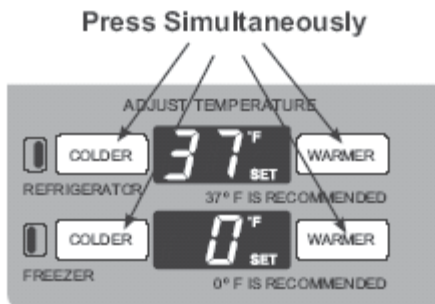 Press Simultaneously
ADJUST TEMPERATURE
COLDER 37 °F SET WARMER
REFRIGERATOR 37° F IS RECOMMENDED
COLDER 0 °F SET WARMER
FREEZER 0° F IS RECOMMENDED